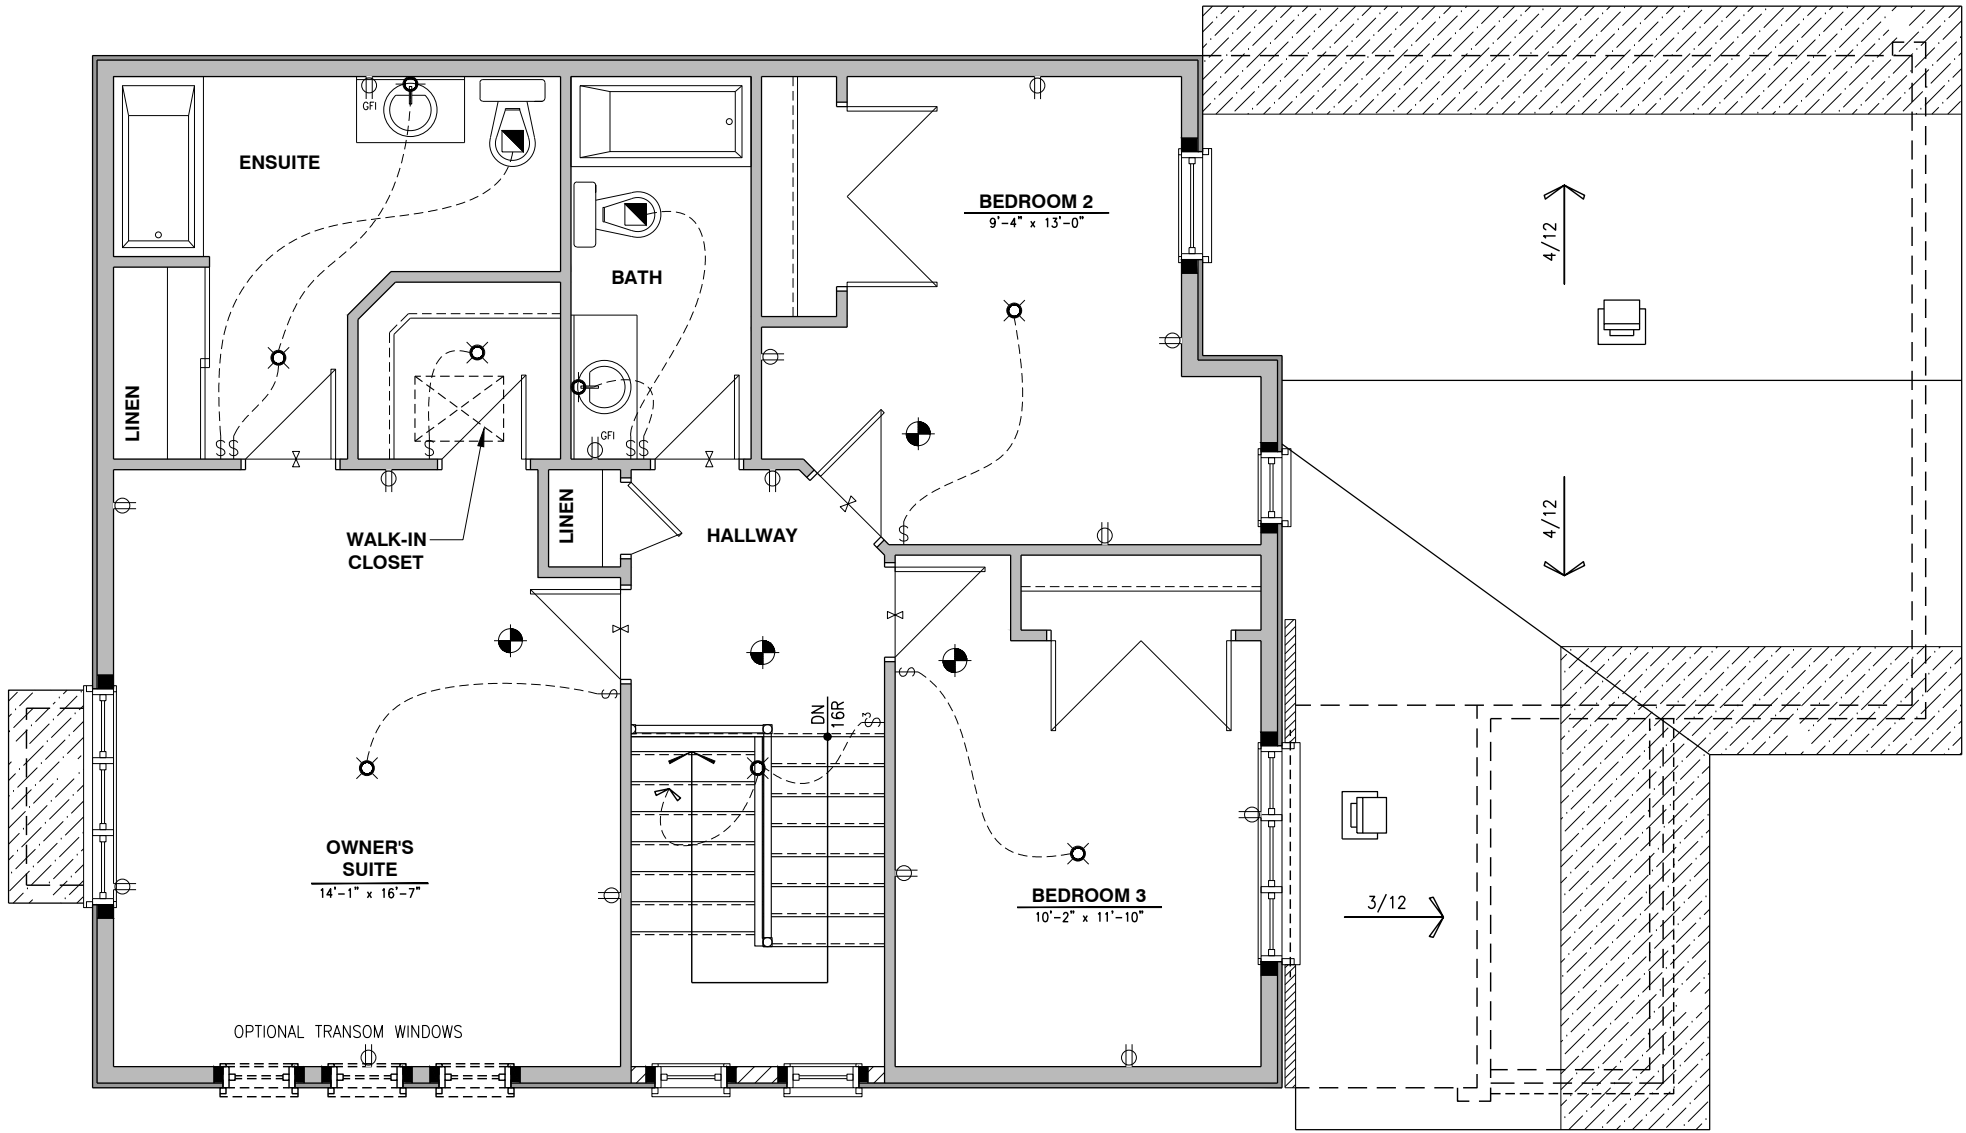 GFI
ENSUITE
BEDROOM 2
9'-4" x 13'-0"
4/12
BATH
LINEN
GFI
$$
$
$$
LINEN
HALLWAY
$
WALK-IN
CLOSET
4/12
$
$
DN
16R
$3
OWNER'S
SUITE
14'-1" x 16'-7"
BEDROOM 3
10'-2" x 11'-10"
3/12
OPTIONAL TRANSOM WINDOWS